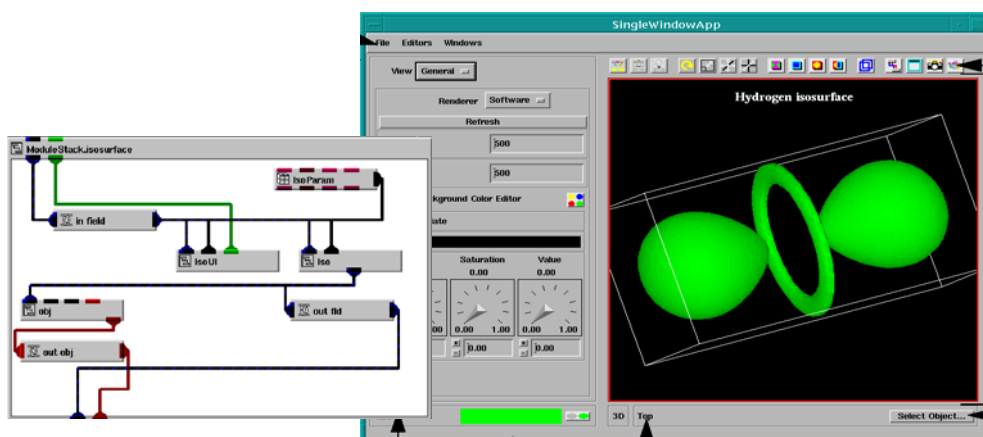 SingleWindowApp
File Editors Windows
View General
Renderer Software
Refresh
500
500
kground Color Editor
ate
Saturation Value
0.00 0.00
00 0.00 1.00 0.00 1.00
0.00 0.00
Hydrogen isosurface
3D Top Select Object...
ModuleStack.isosurface
IsoParam
in field
IsoUI
Iso
obj
out fld
out obj